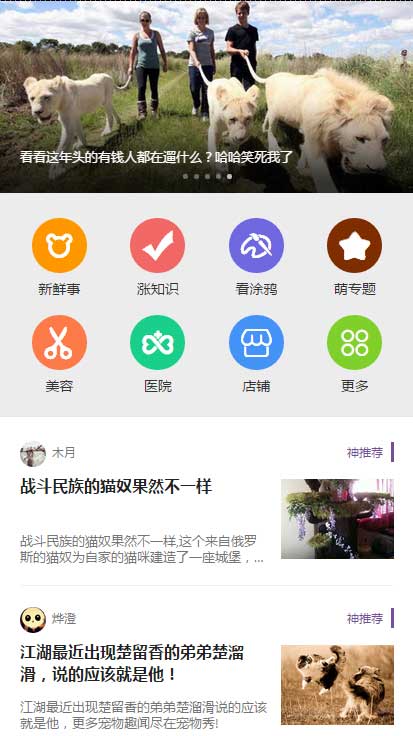 看看这年头的有钱人都在遛什么？哈哈笑死我了
新鲜事 涨知识 看涂鸦 萌专题
美容 医院 店铺 更多
木月 神推荐
战斗民族的猫奴果然不一样
战斗民族的猫奴果然不一样,这个来自俄罗
斯的猫奴为自家的猫咪建造了一座城堡，...
烨澄 神推荐
江湖最近出现楚留香的弟弟楚溜
滑，说的应该就是他！
江湖最近出现楚留香的弟弟楚溜滑说的应该
就是他，更多宠物趣闻尽在宠物秀!